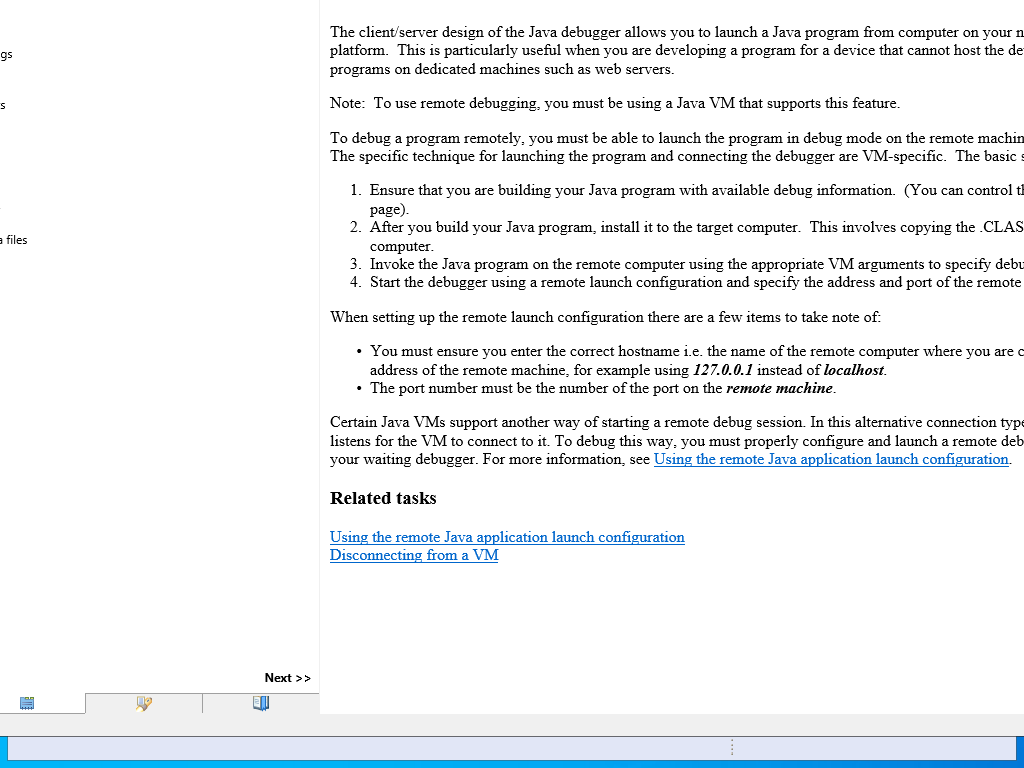 gs
s
files
The client/server design of the Java debugger allows you to launch a Java program from computer on your
platform.  This is particularly useful when you are developing a program for a device that cannot host the
programs on dedicated machines such as web servers.
Note:  To use remote debugging, you must be using a Java VM that supports this feature.
To debug a program remotely, you must be able to launch the program in debug mode on the remote machin
The specific technique for launching the program and connecting the debugger are VM-specific.  The basic
1. Ensure that you are building your Java program with available debug information.  (You can control
page).
2. After you build your Java program, install it to the target computer.  This involves copying the .CLAS
computer.
3. Invoke the Java program on the remote computer using the appropriate VM arguments to specify debu
4. Start the debugger using a remote launch configuration and specify the address and port of the remote
When setting up the remote launch configuration there are a few items to take note of:
• You must ensure you enter the correct hostname i.e. the name of the remote computer where you are c
address of the remote machine, for example using 127.0.0.1 instead of localhost.
• The port number must be the number of the port on the remote machine.
Certain Java VMs support another way of starting a remote debug session. In this alternative connection type
listens for the VM to connect to it. To debug this way, you must properly configure and launch a remote deb
your waiting debugger. For more information, see Using the remote Java application launch configuration.
Related tasks
Using the remote Java application launch configuration
Disconnecting from a VM
Next >>